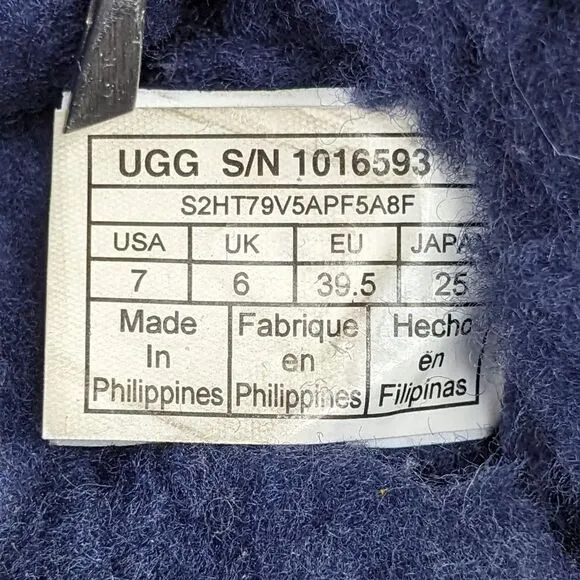 UGG S/N 1016593
S2HT79V5APF5A8F
USA UK EU JAPA
7 6 39.5 25
Made Fabrique Hecho
In en ën
Philippines Philippines Filipinas